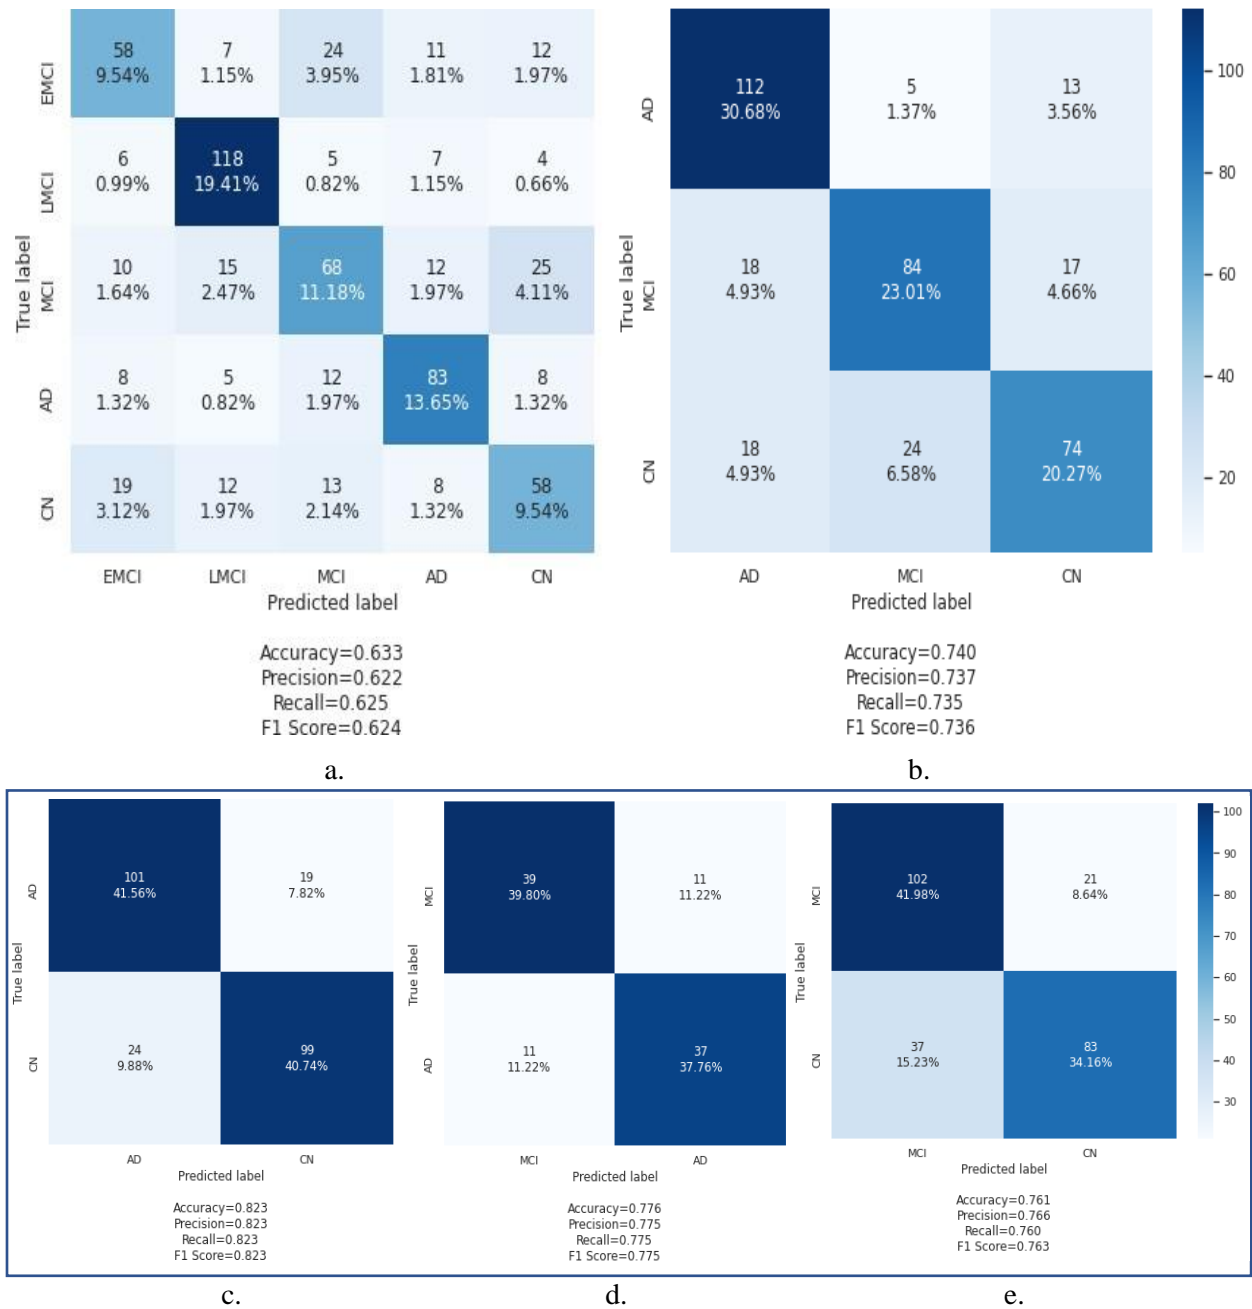 58 7 24 11 12
9.54% 1.15% 3.95% 1.81% 1.97%
EMCI
6 118 5 7 4
0.99% 19.41% 0.82% 1.15% 0.66%
LMCI
10 15 68 12 25
1.64% 2.47% 11.18% 1.97% 4.11%
MCI
True label
8 5 12 83 8
1.32% 0.82% 1.97% 13.65% 1.32%
AD
19 12 13 8 58
3.12% 1.97% 2.14% 1.32% 9.54%
CN
EMCI LMCI MCI AD CN
Predicted label
Accuracy=0.633
Precision=0.622
Recall=0.625
F1 Score=0.624
a.
112 5 13
30.68% 1.37% 3.56%
AD
18 84 17
4.93% 23.01% 4.66%
MCI
True label
18 24 74
4.93% 6.58% 20.27%
CN
AD MCI CN
Predicted label
100
80
60
40
20
Accuracy=0.740
Precision=0.737
Recall=0.735
F1 Score=0.736
b.
101 19
41.56% 7.82%
AD
True label
24 99
9.88% 40.74%
CN
AD CN
Predicted label
Accuracy=0.823
Precision=0.823
Recall=0.823
F1 Score=0.823
c.
39 11
39.80% 11.22%
MCI
True label
11 37
11.22% 37.76%
AD
MCI AD
Predicted label
Accuracy=0.776
Precision=0.775
Recall=0.775
F1 Score=0.775
d.
102 21
41.98% 8.64%
MCI
True label
37 83
15.23% 34.16%
CN
MCI CN
Predicted label
100
90
80
70
60
50
40
30
Accuracy=0.761
Precision=0.766
Recall=0.760
F1 Score=0.763
e.